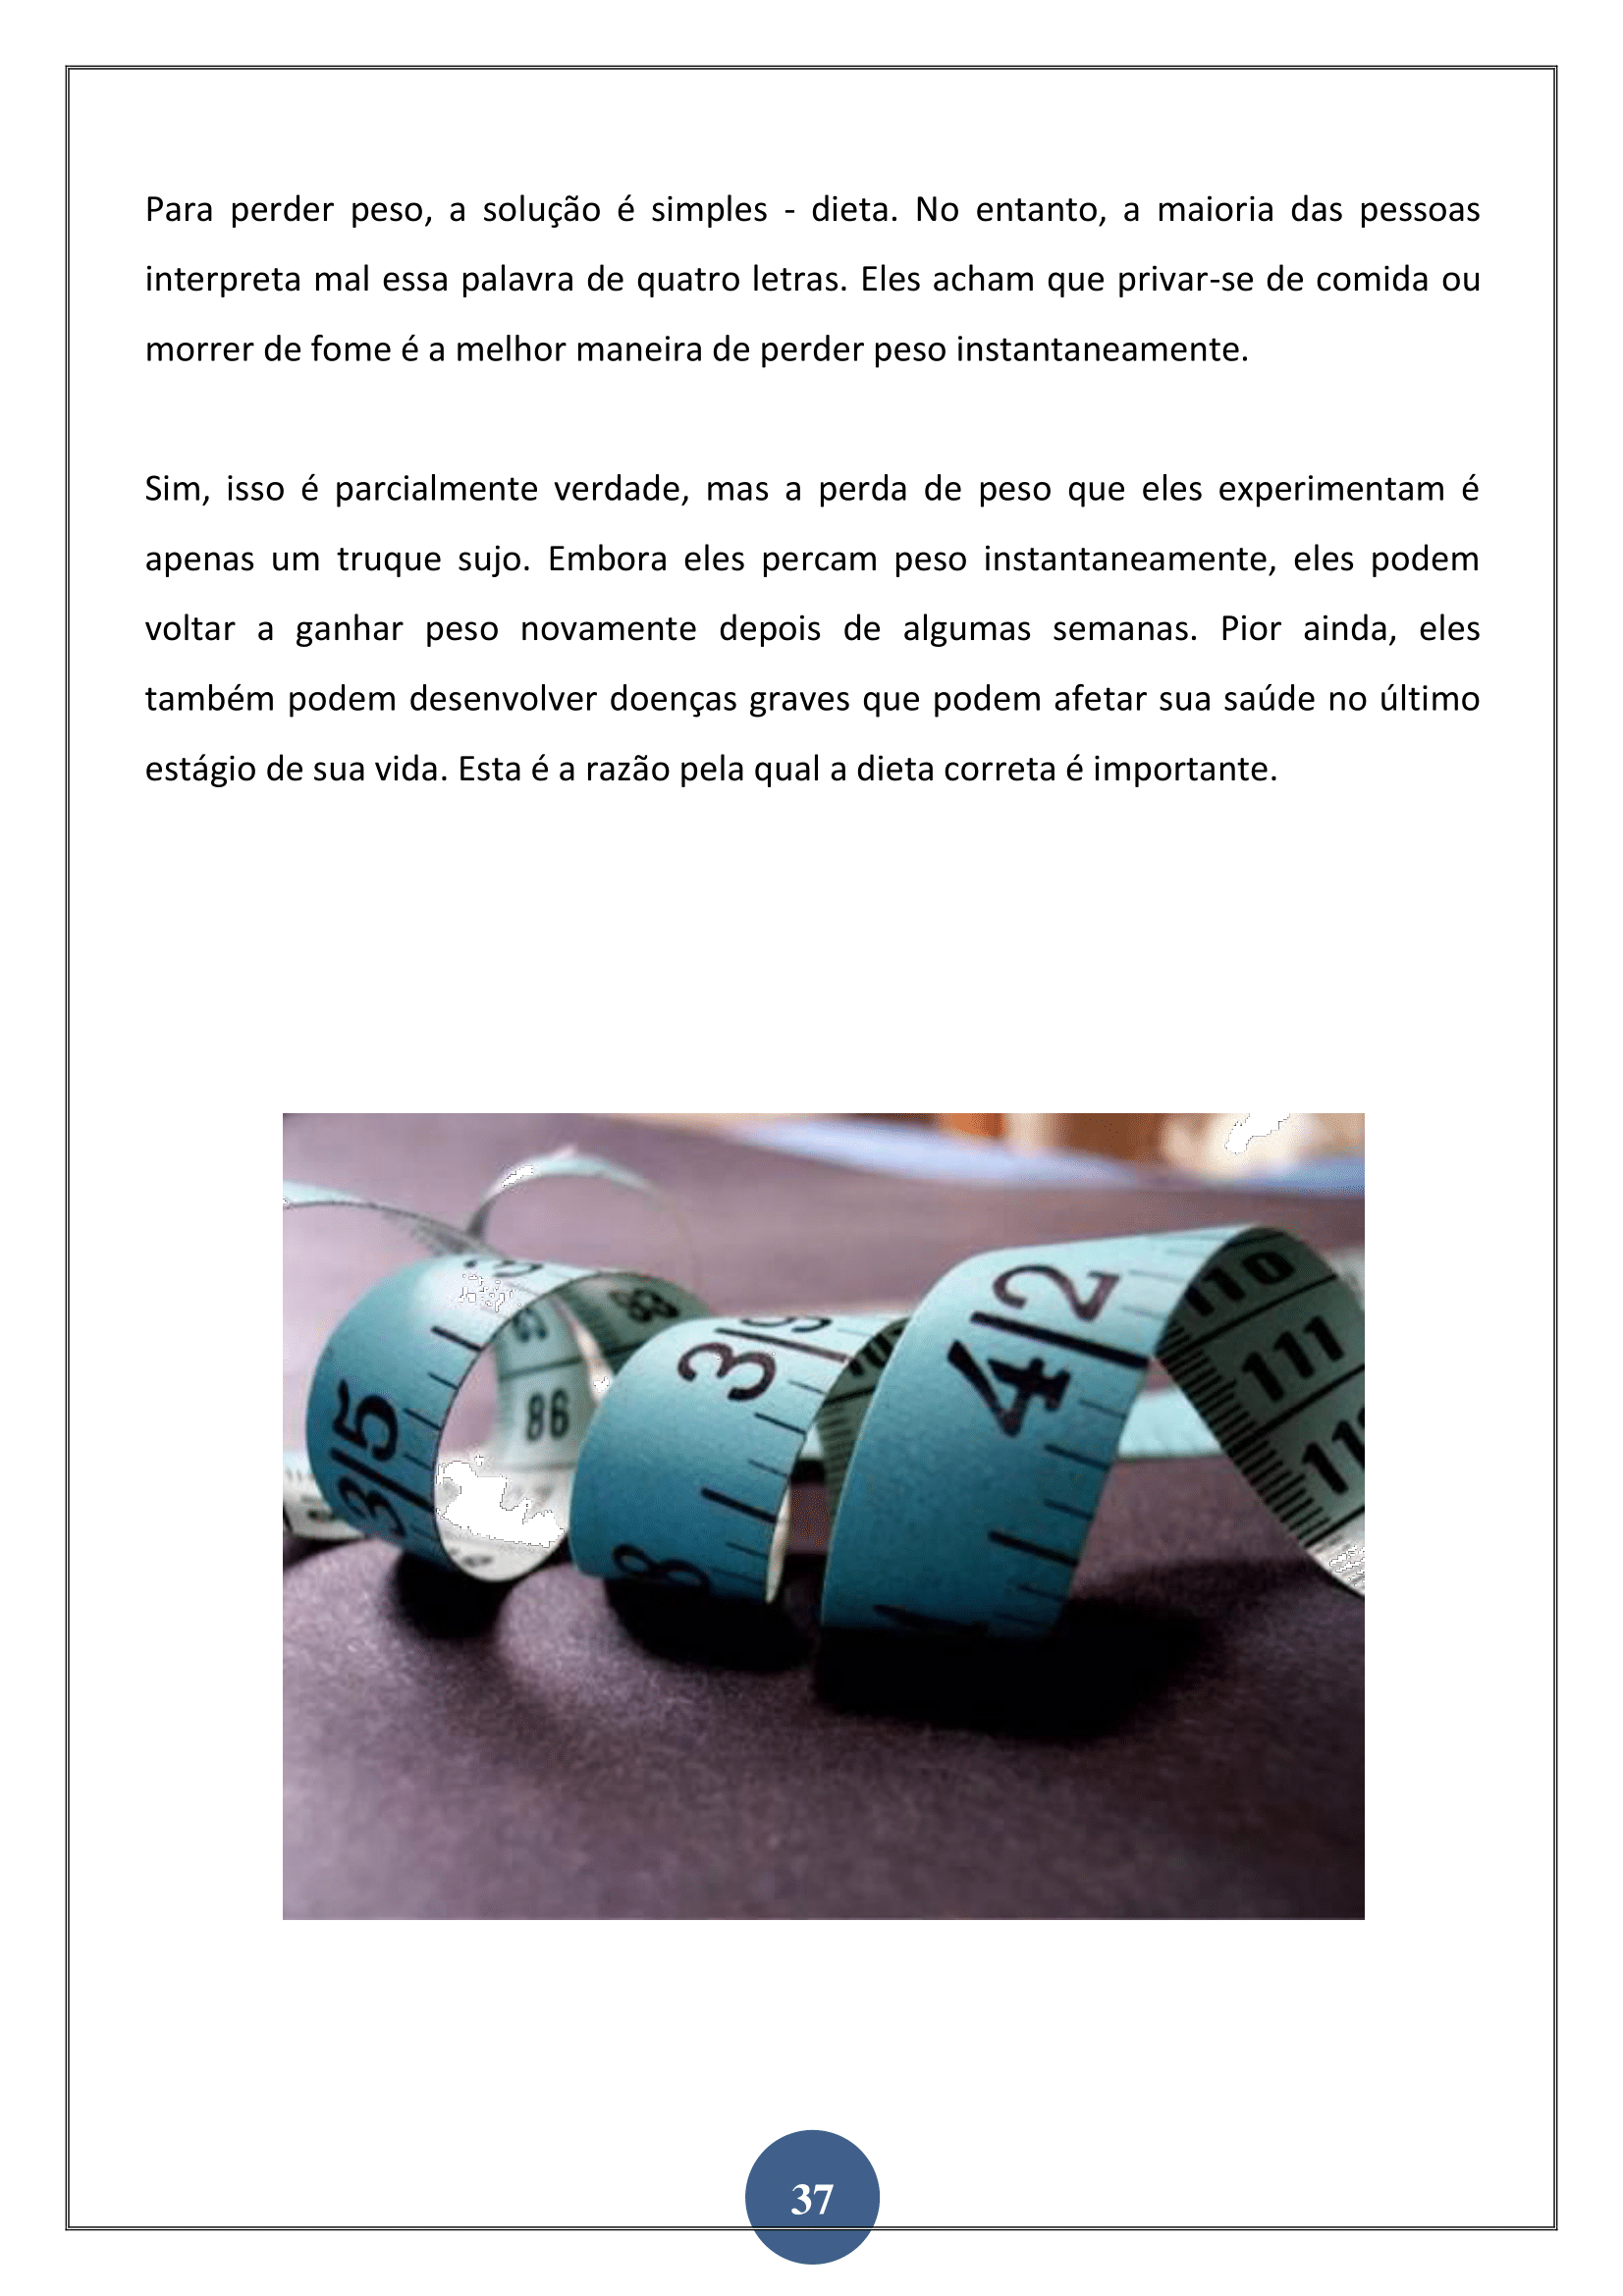 Para perder peso, a solução é simples - dieta. No entanto, a maioria das pessoas
interpreta mal essa palavra de quatro letras. Eles acham que privar-se de comida ou
morrer de fome é a melhor maneira de perder peso instantaneamente.
Sim, isso é parcialmente verdade, mas a perda de peso que eles experimentam é
apenas um truque sujo. Embora eles percam peso instantaneamente, eles podem
voltar a ganhar peso novamente depois de algumas semanas. Pior ainda, eles
também podem desenvolver doenças graves que podem afetar sua saúde no último
estágio de sua vida. Esta é a razão pela qual a dieta correta é importante.
42
110
39
111
86
35
37